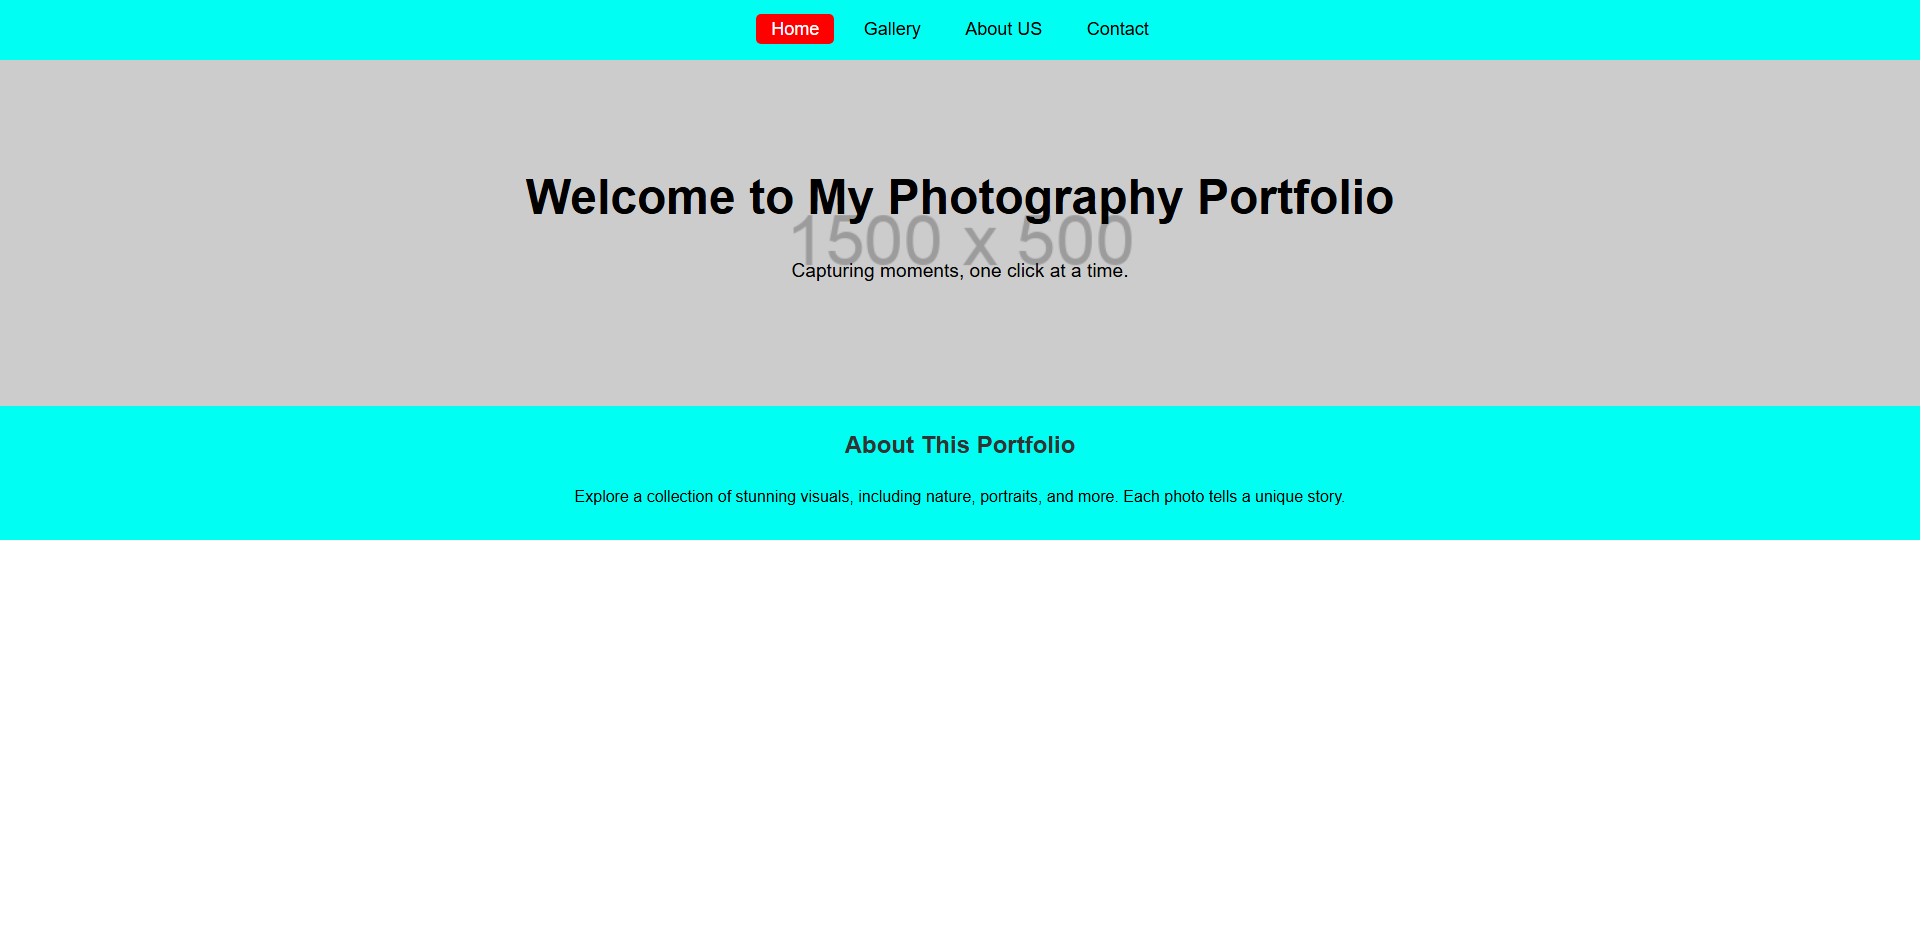 Home Gallery About US Contact
Welcome to My Photography Portfolio
1500 x 500
Capturing moments, one click at a time.
About This Portfolio
Explore a collection of stunning visuals, including nature, portraits, and more. Each photo tells a unique story.